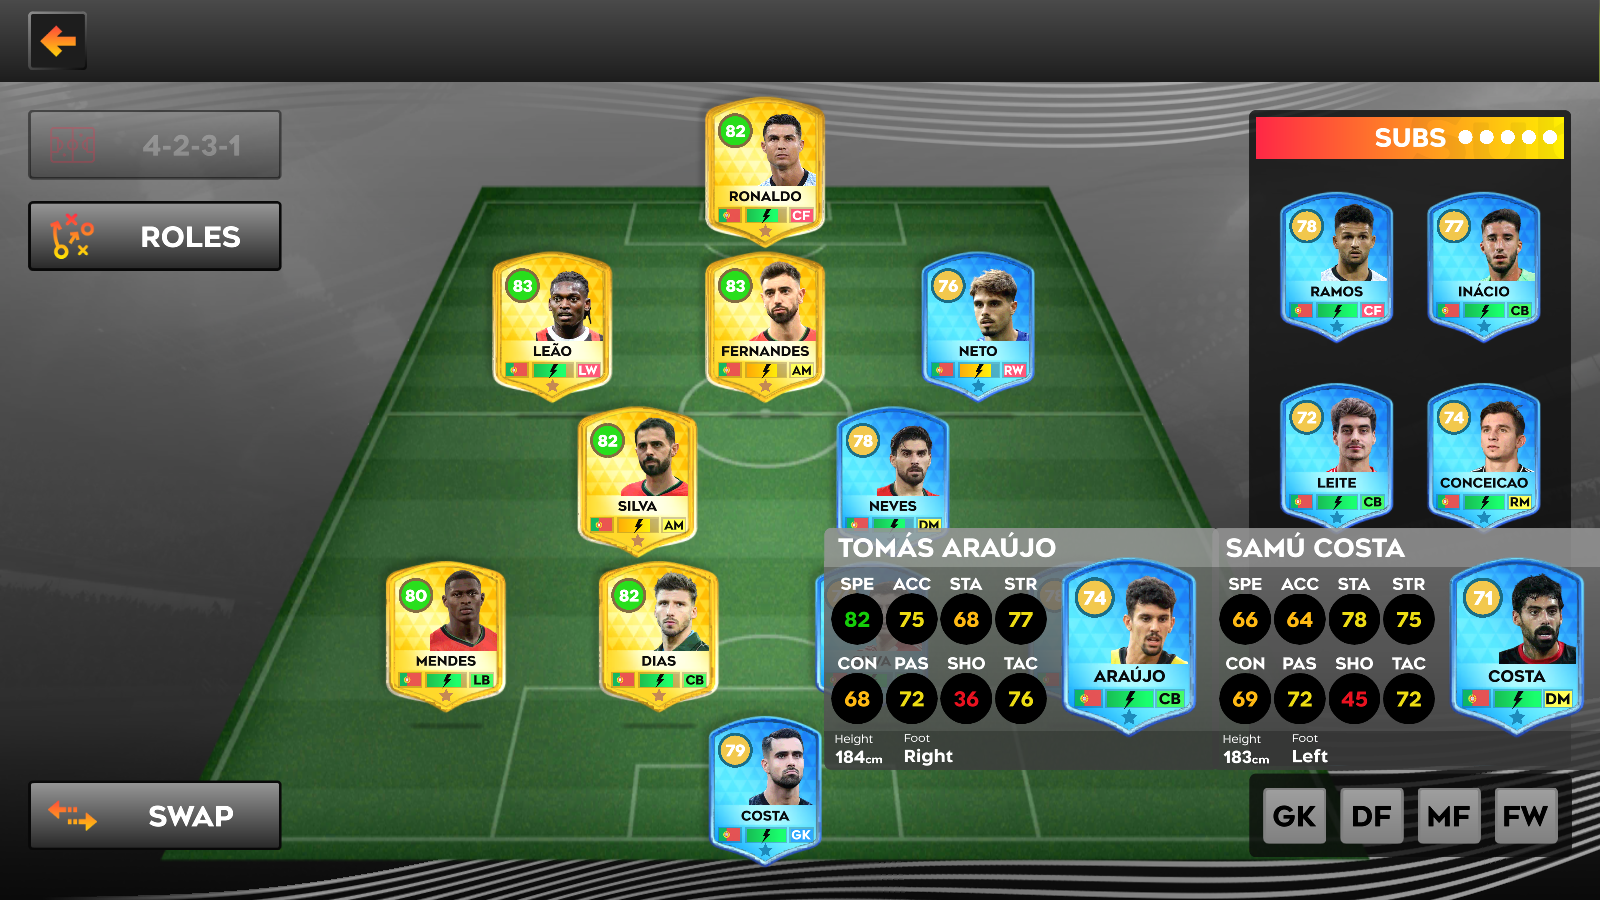 4-2-3-1
ROLES
SWAP
82
RONALDO
CF
83
LEÃO
LW
83
FERNANDES
AM
76
NETO
RW
82
SILVA
AM
78
NEVES
DM
80
MENDES
LB
82
DIAS
CB
79
COSTA
GK
SUBS
78
RAMOS
CF
77
INÁCIO
CB
72
LEITE
CB
74
CONCEICAO
RM
TOMÁS ARAÚJO
SPE ACC STA STR
82 75 68 77
CON PAS SHO TAC
68 72 36 76
Height Foot
184cm Right
74
ARAÚJO
CB
SAMÚ COSTA
SPE ACC STA STR
66 64 78 75
CON PAS SHO TAC
69 72 45 72
Height Foot
183cm Left
71
COSTA
DM
GK DF MF FW